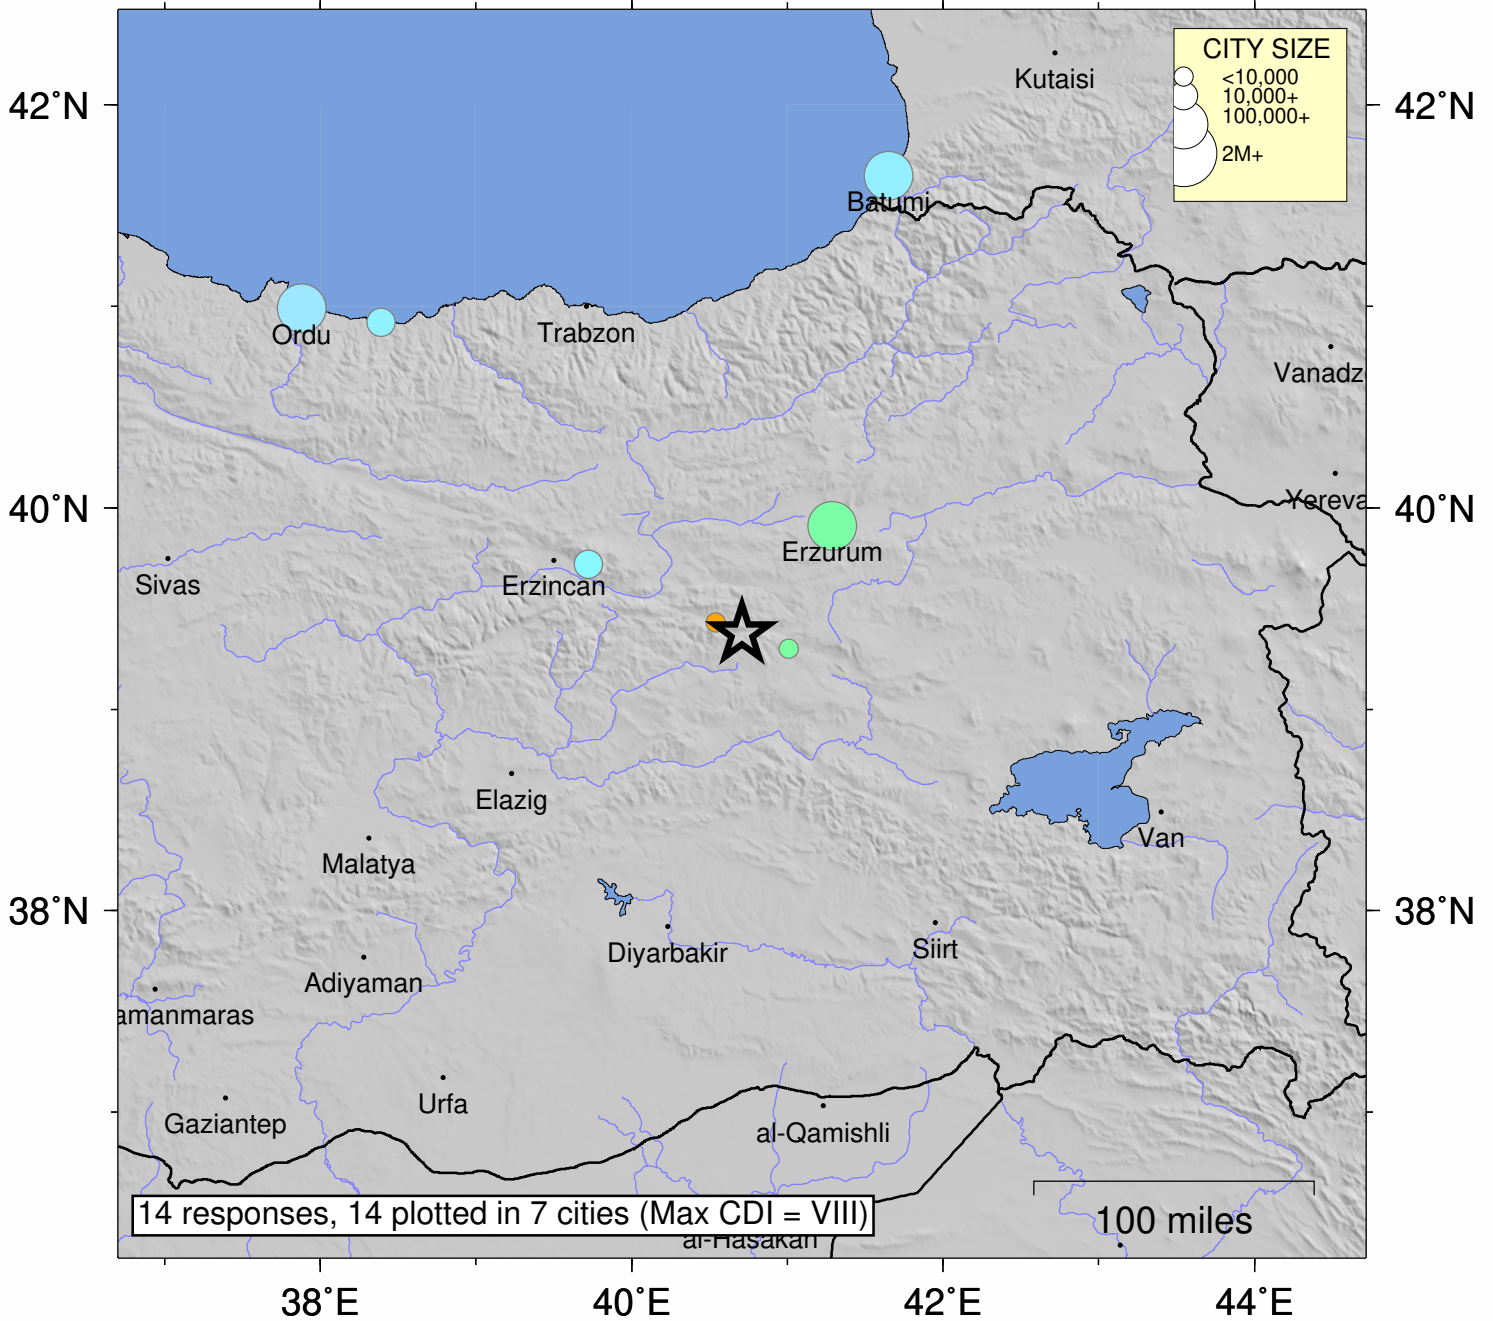 CITY SIZE
<10,000
10,000+
100,000+
2M+
42°N
42°N
Kutaisi
Batumi
Ordu
Trabzon
Vanadz
40°N
40°N
Yereva
Erzurum
Sivas
Erzincan
Elazig
Van
Malatya
38°N
38°N
Diyarbakir
Siirt
Adiyaman
amanmaras
Urfa
Gaziantep
al-Qamishli
14 responses, 14 plotted in 7 cities (Max CDI = VIII)
100 miles
al-Hasakah
38°E
40°E
42°E
44°E